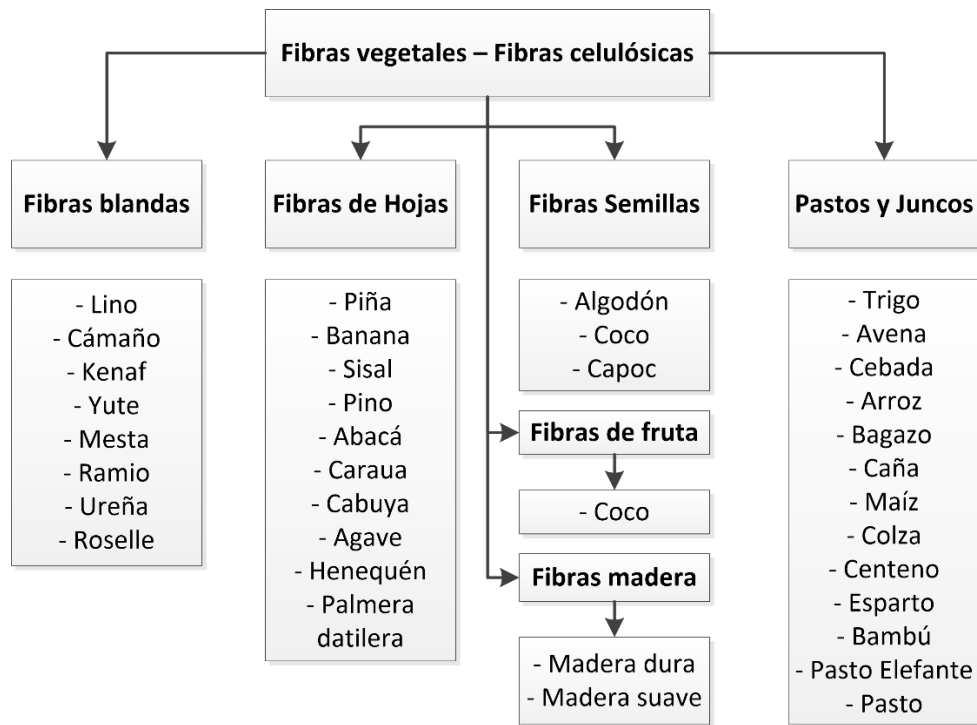 Fibras vegetales – Fibras celulósicas
Fibras blandas
- Lino
- Cámaño
- Kenaf
- Yute
- Mesta
- Ramio
- Ureña
- Roselle
Fibras de Hojas
- Piña
- Banana
- Sisal
- Pino
- Abacá
- Caraua
- Cabuya
- Agave
- Henequén
- Palmera
datilera
Fibras Semillas
- Algodón
- Coco
- Capoc
Fibras de fruta
- Coco
Fibras madera
- Madera dura
- Madera suave
Pastos y Juncos
- Trigo
- Avena
- Cebada
- Arroz
- Bagazo
- Caña
- Maíz
- Colza
- Centeno
- Esparto
- Bambú
- Pasto Elefante
- Pasto